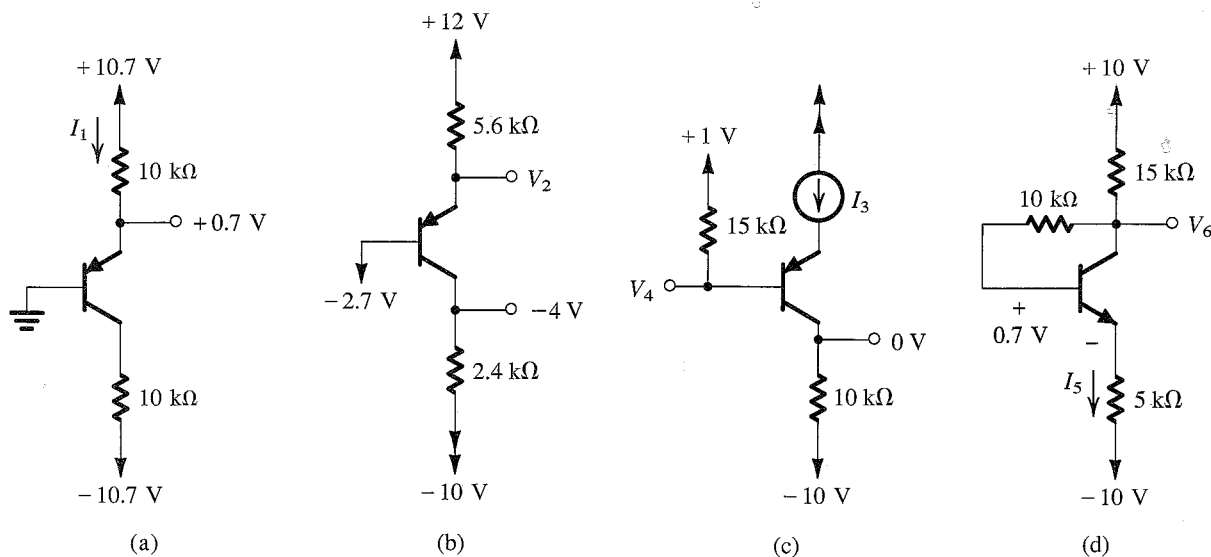 +10.7 V
I1
10 kΩ
+0.7 V
10 kΩ
−10.7 V
(a)
+12 V
5.6 kΩ
V2
−2.7 V
−4 V
2.4 kΩ
−10 V
(b)
+1 V
15 kΩ
I3
V4
0 V
10 kΩ
−10 V
(c)
+10 V
15 kΩ
10 kΩ
V6
+
0.7 V
−
I5
5 kΩ
−10 V
(d)